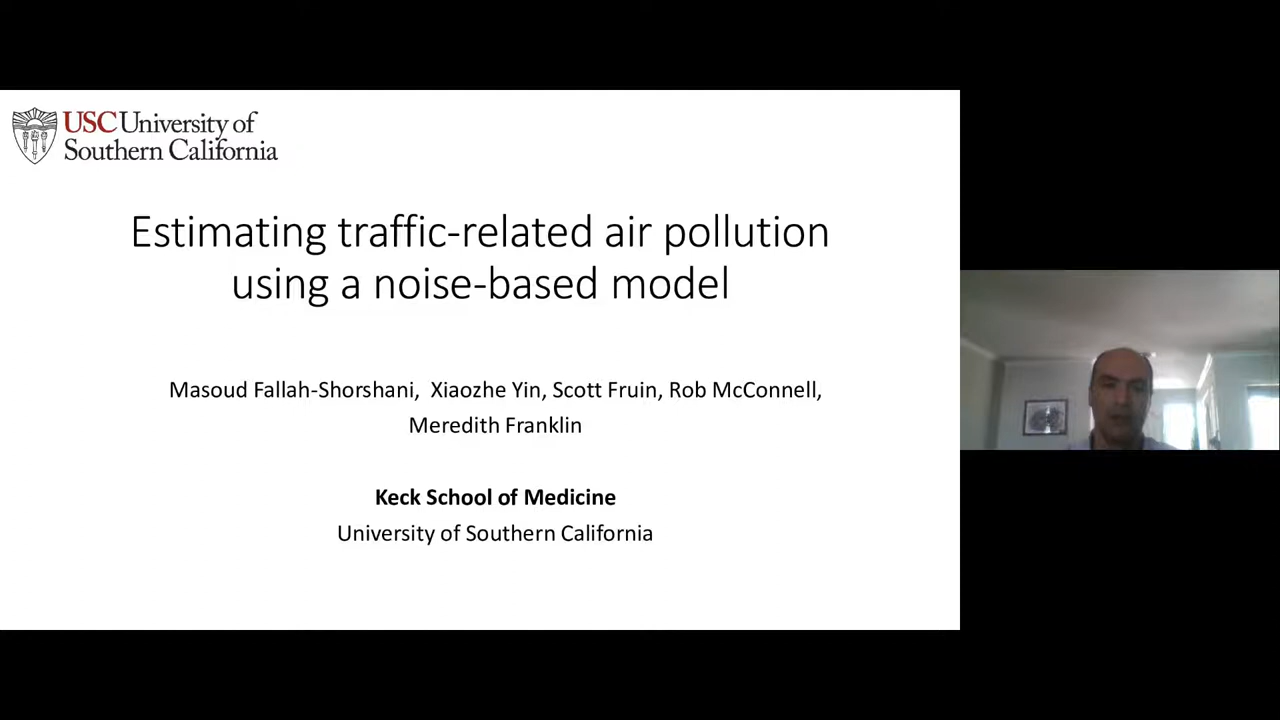 USC University of
Southern California
Estimating traffic-related air pollution
using a noise-based model
Masoud Fallah-Shorshani,  Xiaozhe Yin, Scott Fruin, Rob McConnell,
Meredith Franklin
Keck School of Medicine
University of Southern California